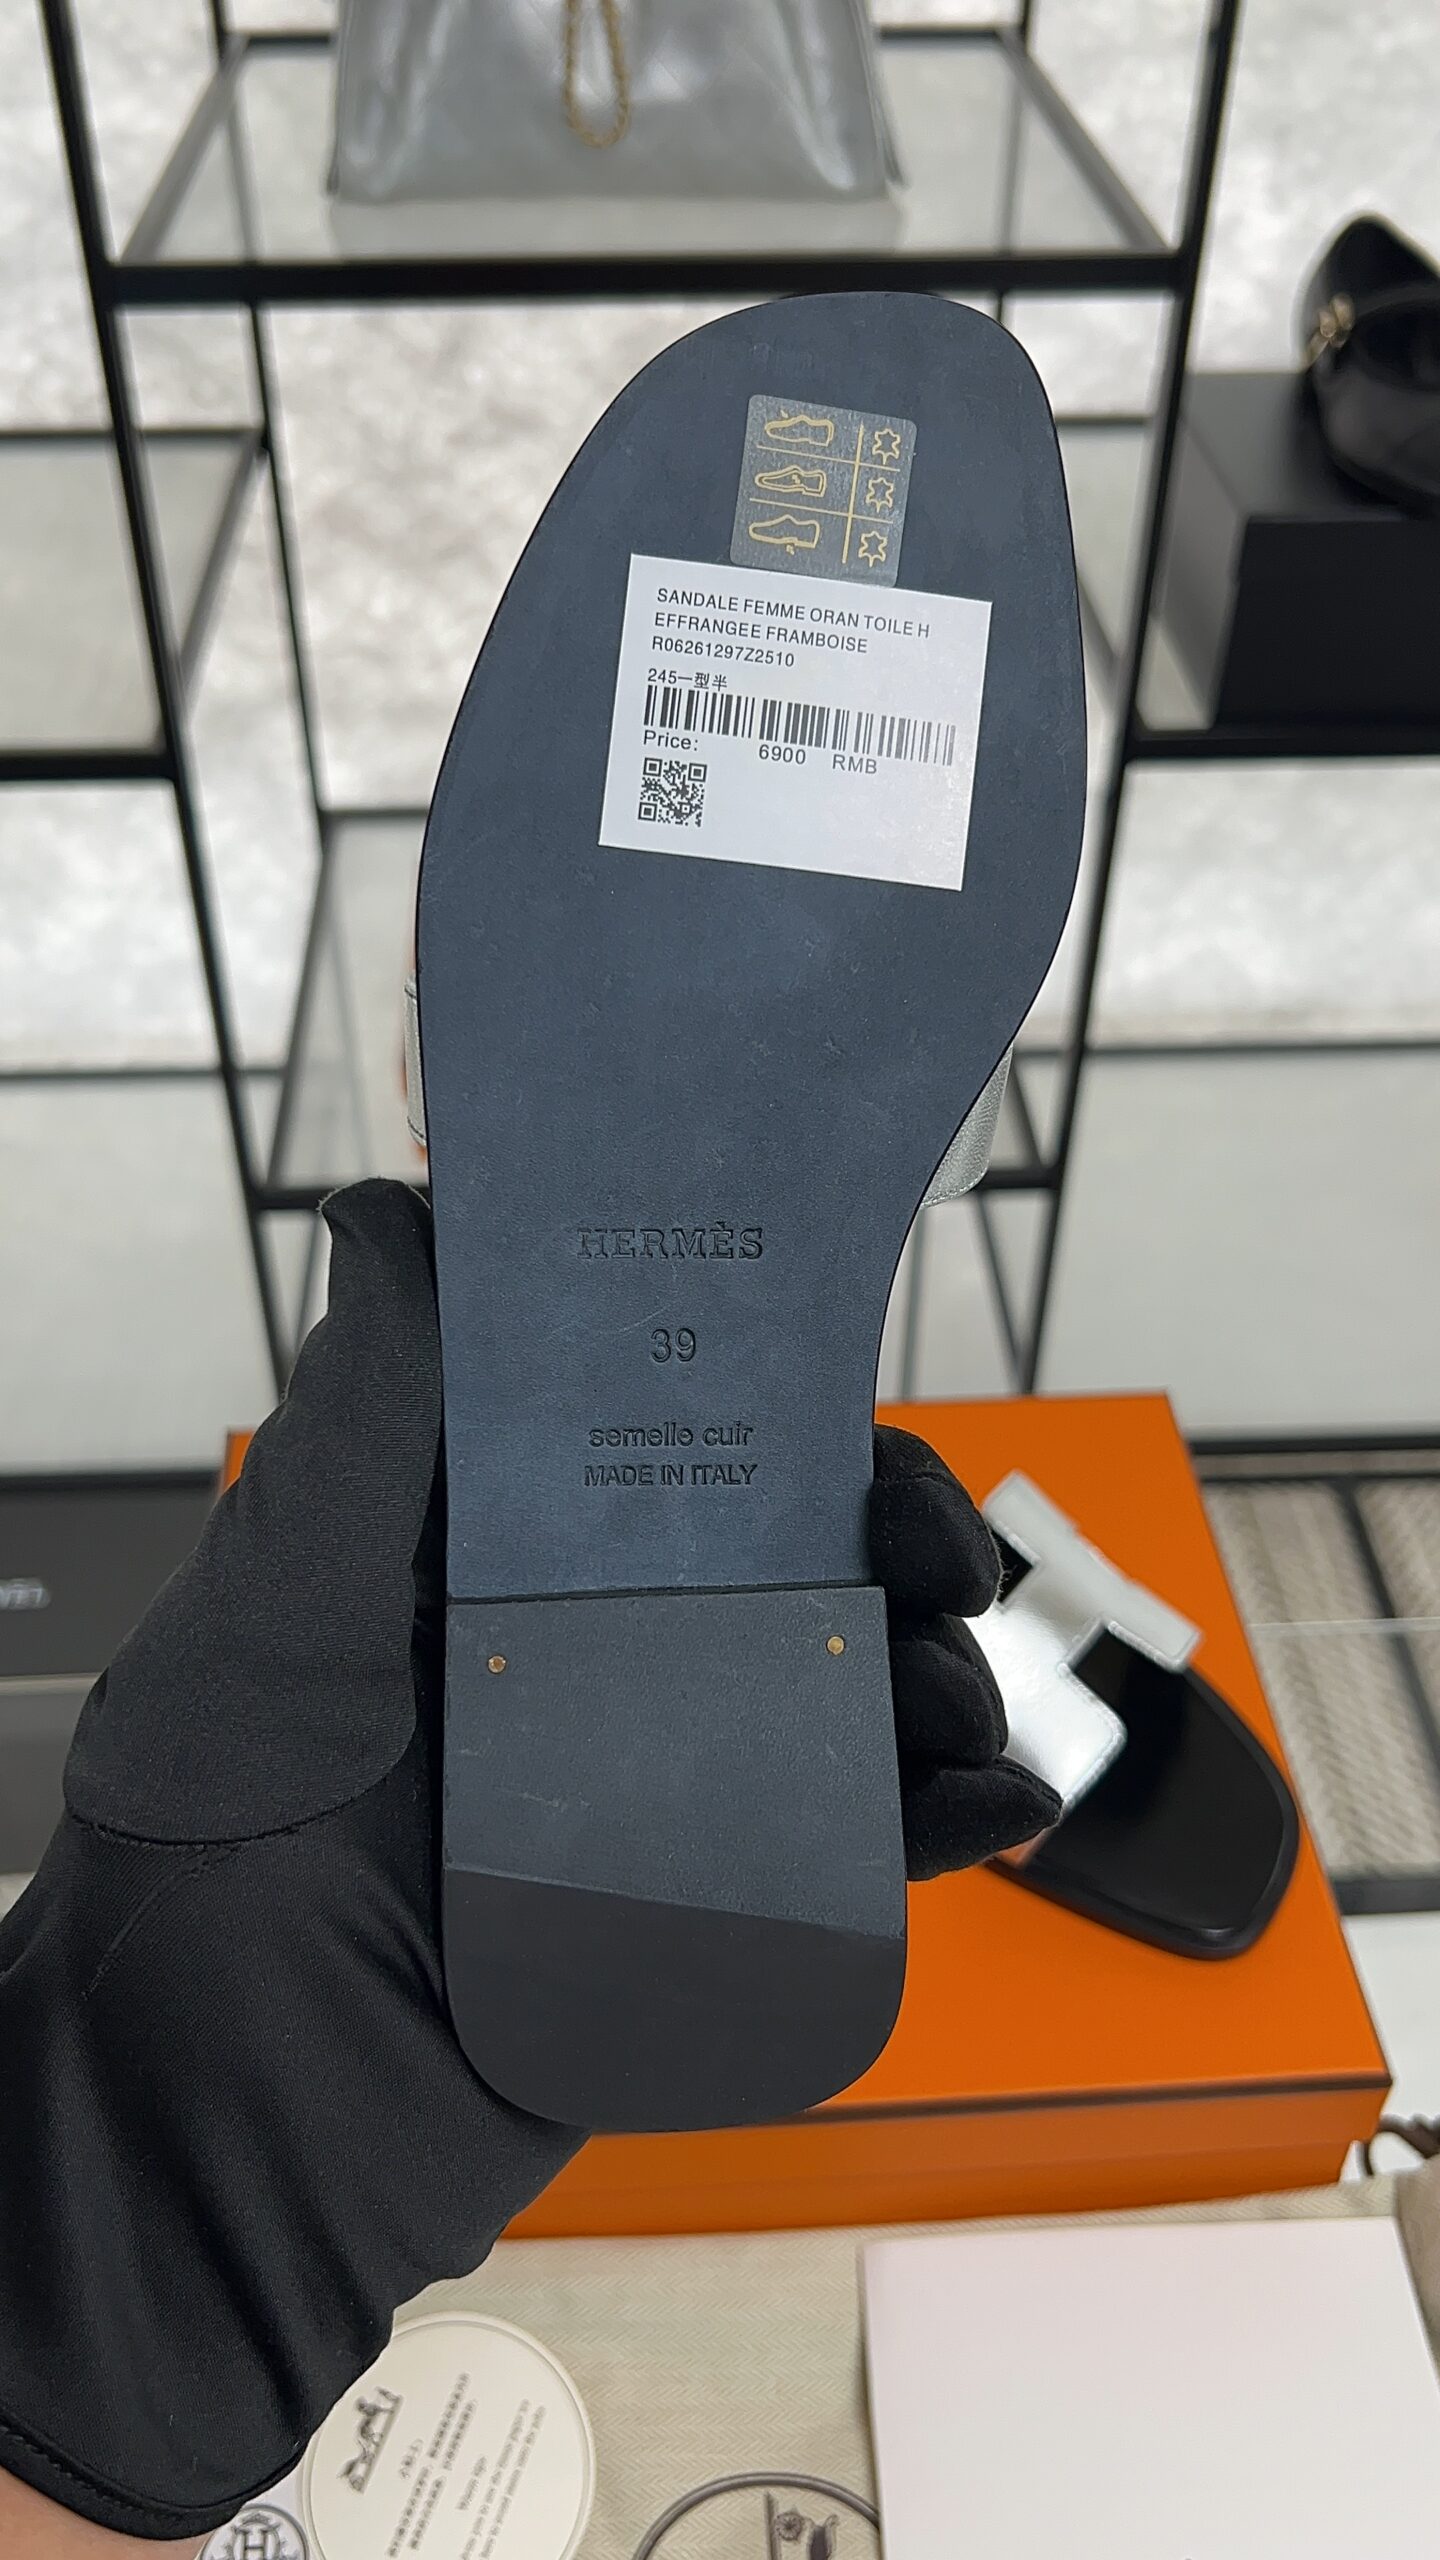 SANDALE FEMME ORAN TOILE H
EFFRANGEE FRAMBOISE
R06261297Z2510
245一型半
Price: 6900 RMB
HERMÈS
39
semelle cuir
MADE IN ITALY